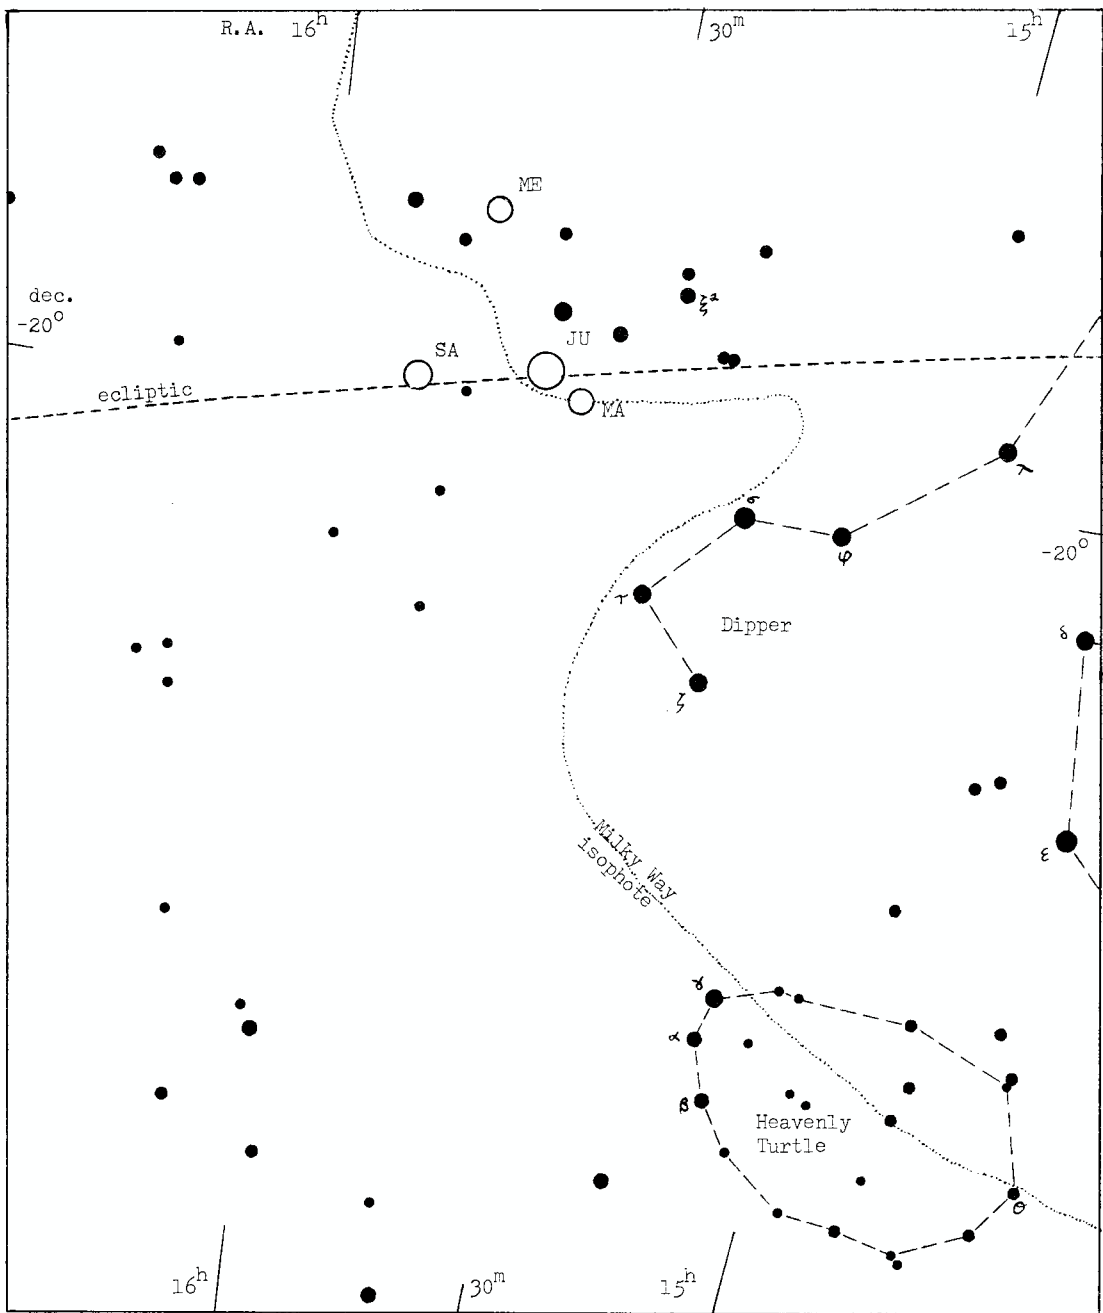 R.A. 16h
30m
15h
ME
ξ²
dec.
-20°
JU
SA
ecliptic
MA
π
σ
-20°
φ
τ
Dipper
δ
ζ
Milky Way
isophote
ε
γ
α
β
Heavenly
Turtle
θ
16h
30m
15h